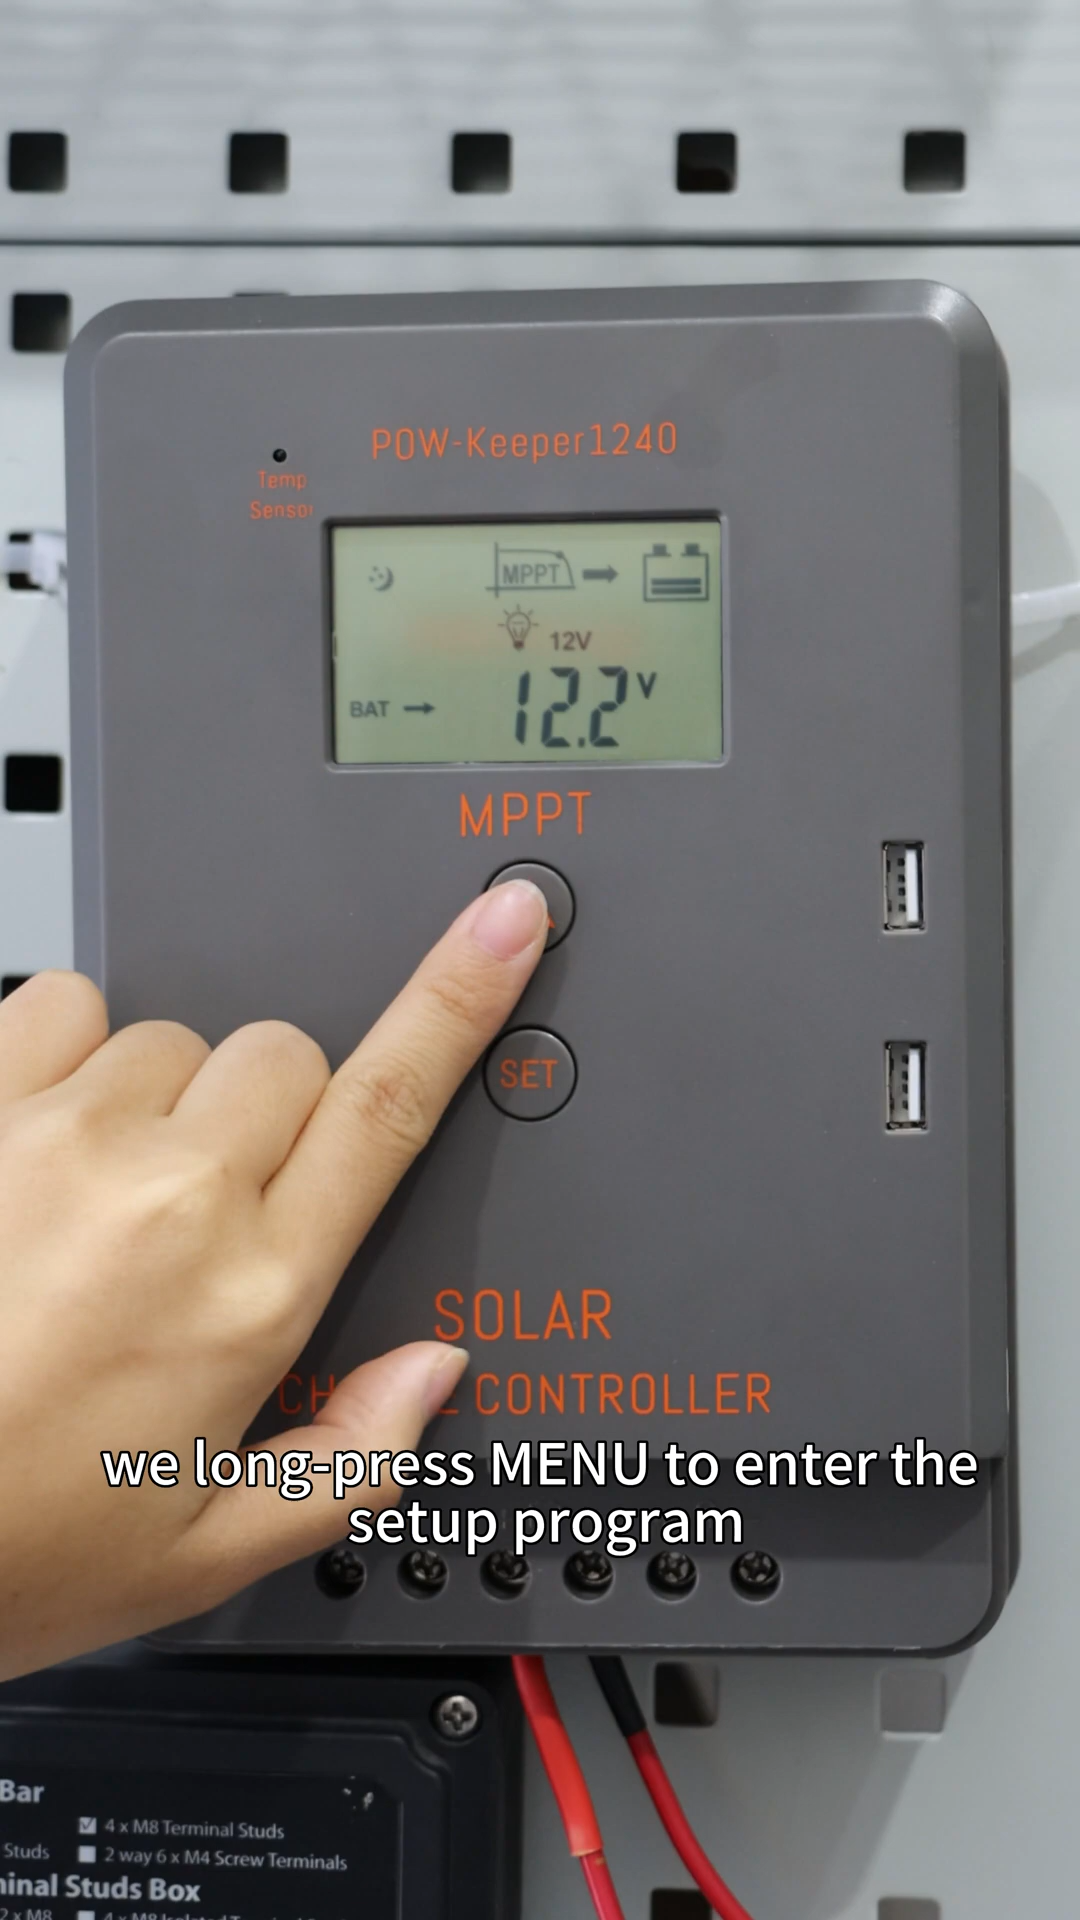 POW-Keeper1240
Temp
Sensor
MPPT
12V
BAT
12.2 V
MPPT
SET
SOLAR
CONTROLLER
we long-press MENU to enter the
setup program
Bar
4 x M8 Terminal Studs
Studs
2 way 6 x M4 Screw Terminals
Studs Box